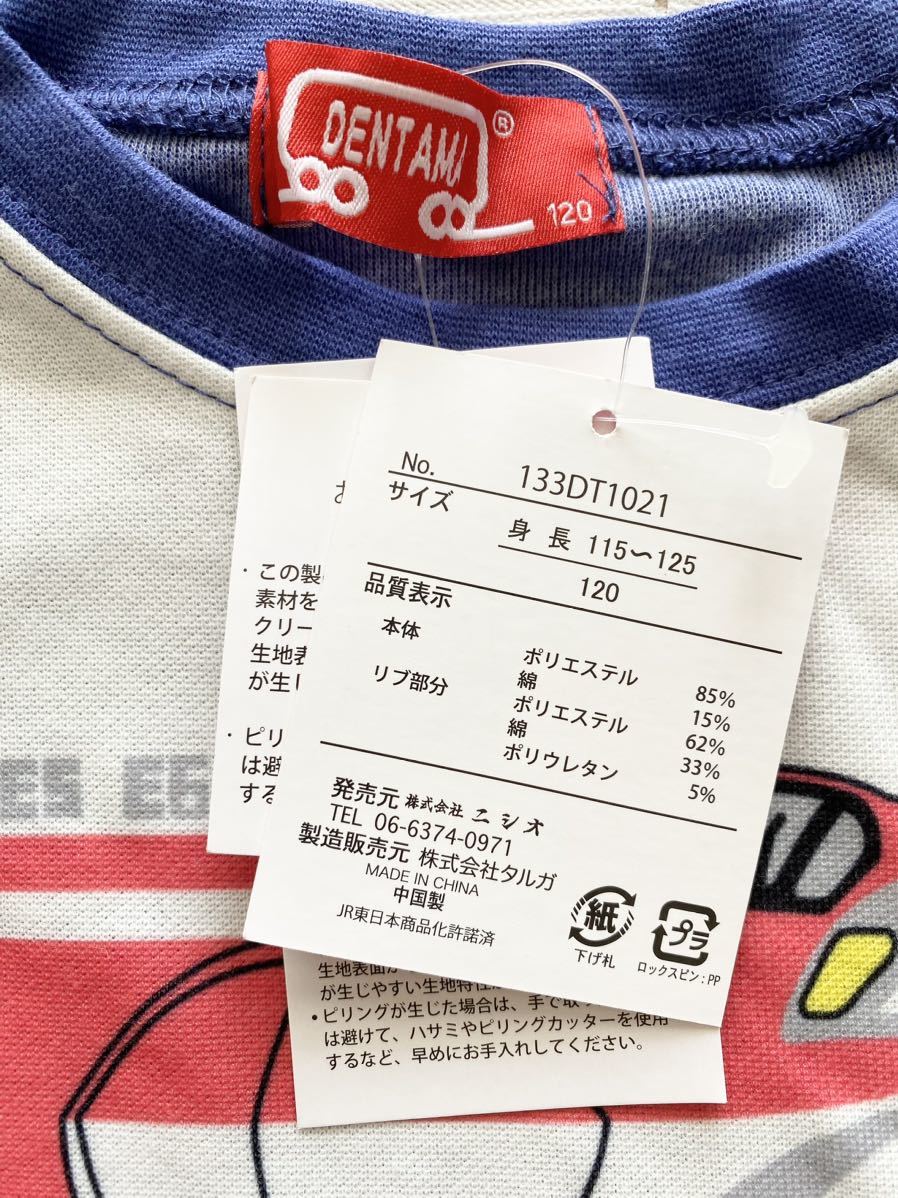 DENTAMA
®
120
No. 133DT1021
サイズ
身長 115〜125
120
品質表示
本体 ポリエステル 85%
綿 15%
リブ部分 ポリエステル 62%
綿 33%
ポリウレタン 5%
発売元 株式会社 ニシオ
TEL 06-6374-0971
製造販売元 株式会社タルガ
MADE IN CHINA
中国製
JR東日本商品化許諾済
紙
下げ札
プラ
ロックスピン:PP
お
・この製
素材を
クリー
生地表
が生し
・ピリ
は避
する
生地表面が
が生じやすい生地特性
•ピリングが生じた場合は、手で取
は避けて、ハサミやピリングカッターを使用
するなど、早めにお手入れしてください。
ES E6